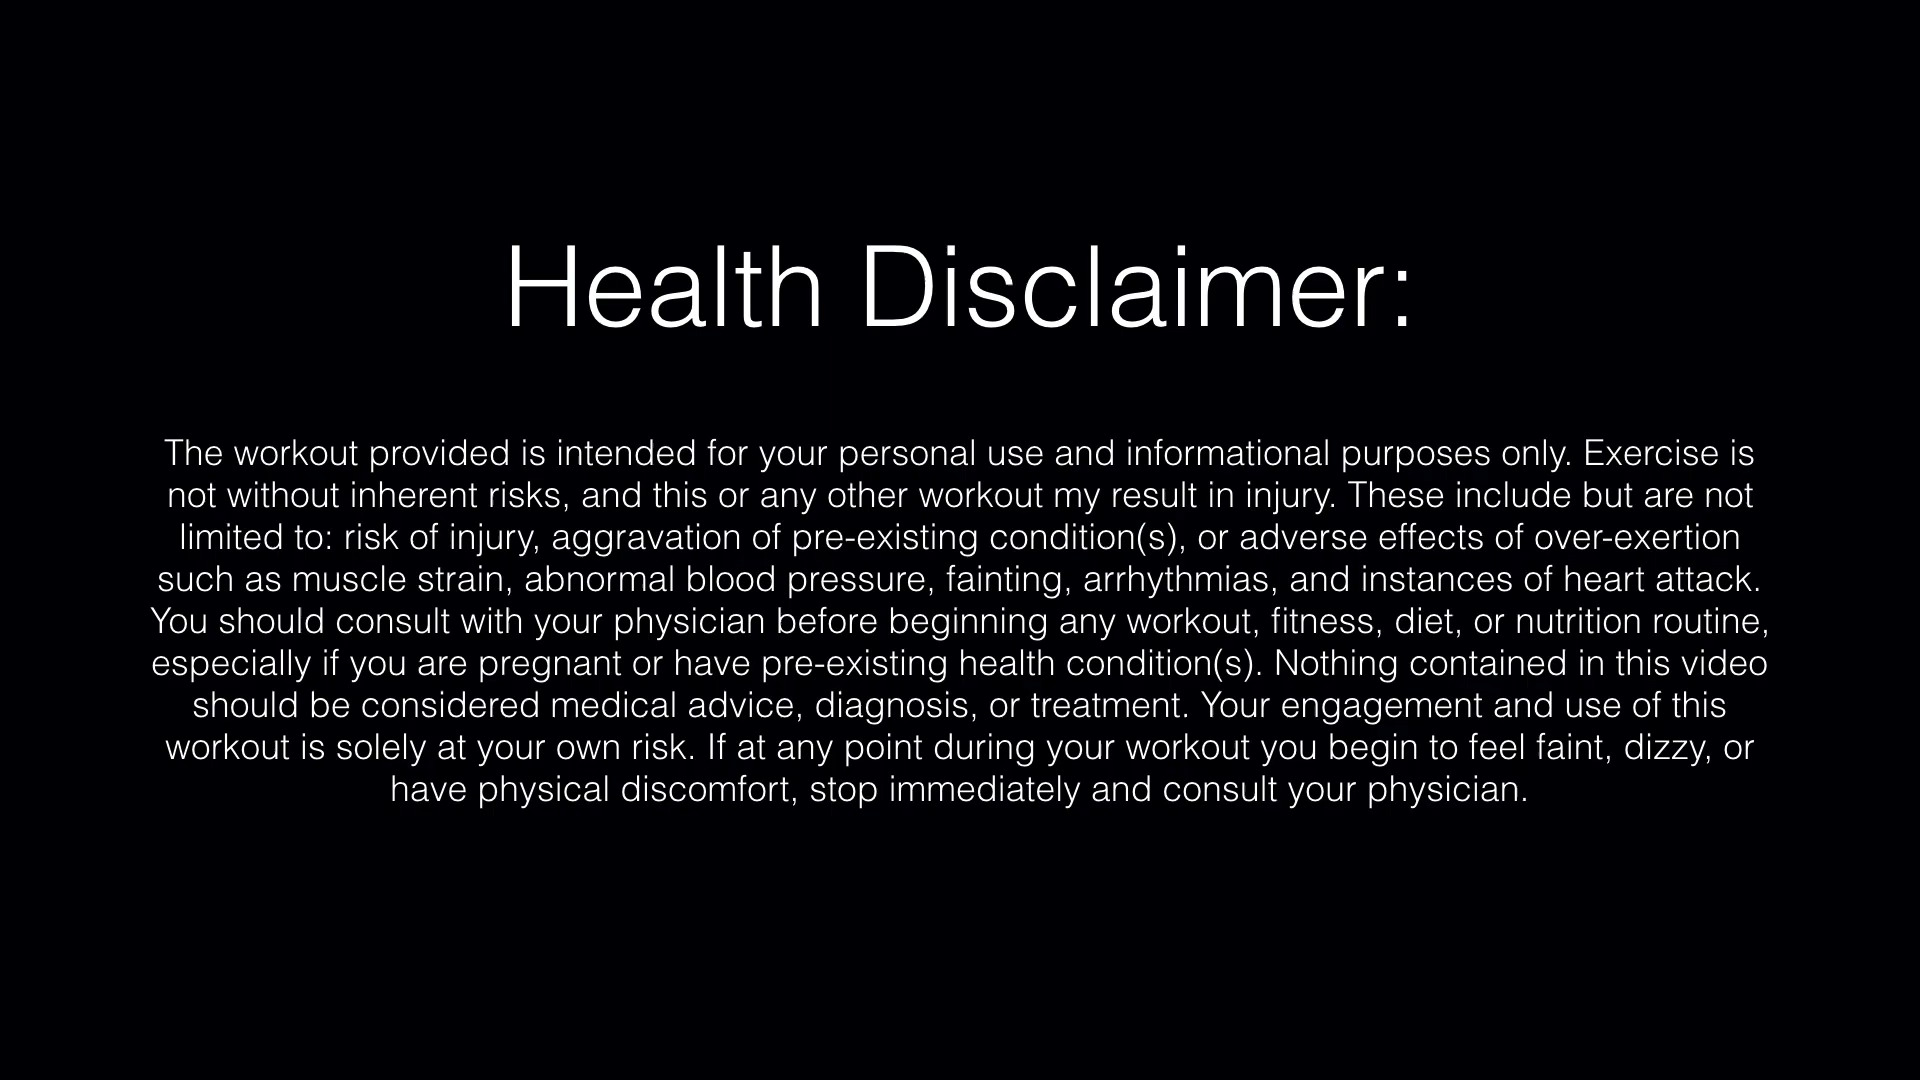 Health Disclaimer:
The workout provided is intended for your personal use and informational purposes only. Exercise is
not without inherent risks, and this or any other workout my result in injury. These include but are not
limited to: risk of injury, aggravation of pre-existing condition(s), or adverse effects of over-exertion
such as muscle strain, abnormal blood pressure, fainting, arrhythmias, and instances of heart attack.
You should consult with your physician before beginning any workout, fitness, diet, or nutrition routine,
especially if you are pregnant or have pre-existing health condition(s). Nothing contained in this video
should be considered medical advice, diagnosis, or treatment. Your engagement and use of this
workout is solely at your own risk. If at any point during your workout you begin to feel faint, dizzy, or
have physical discomfort, stop immediately and consult your physician.